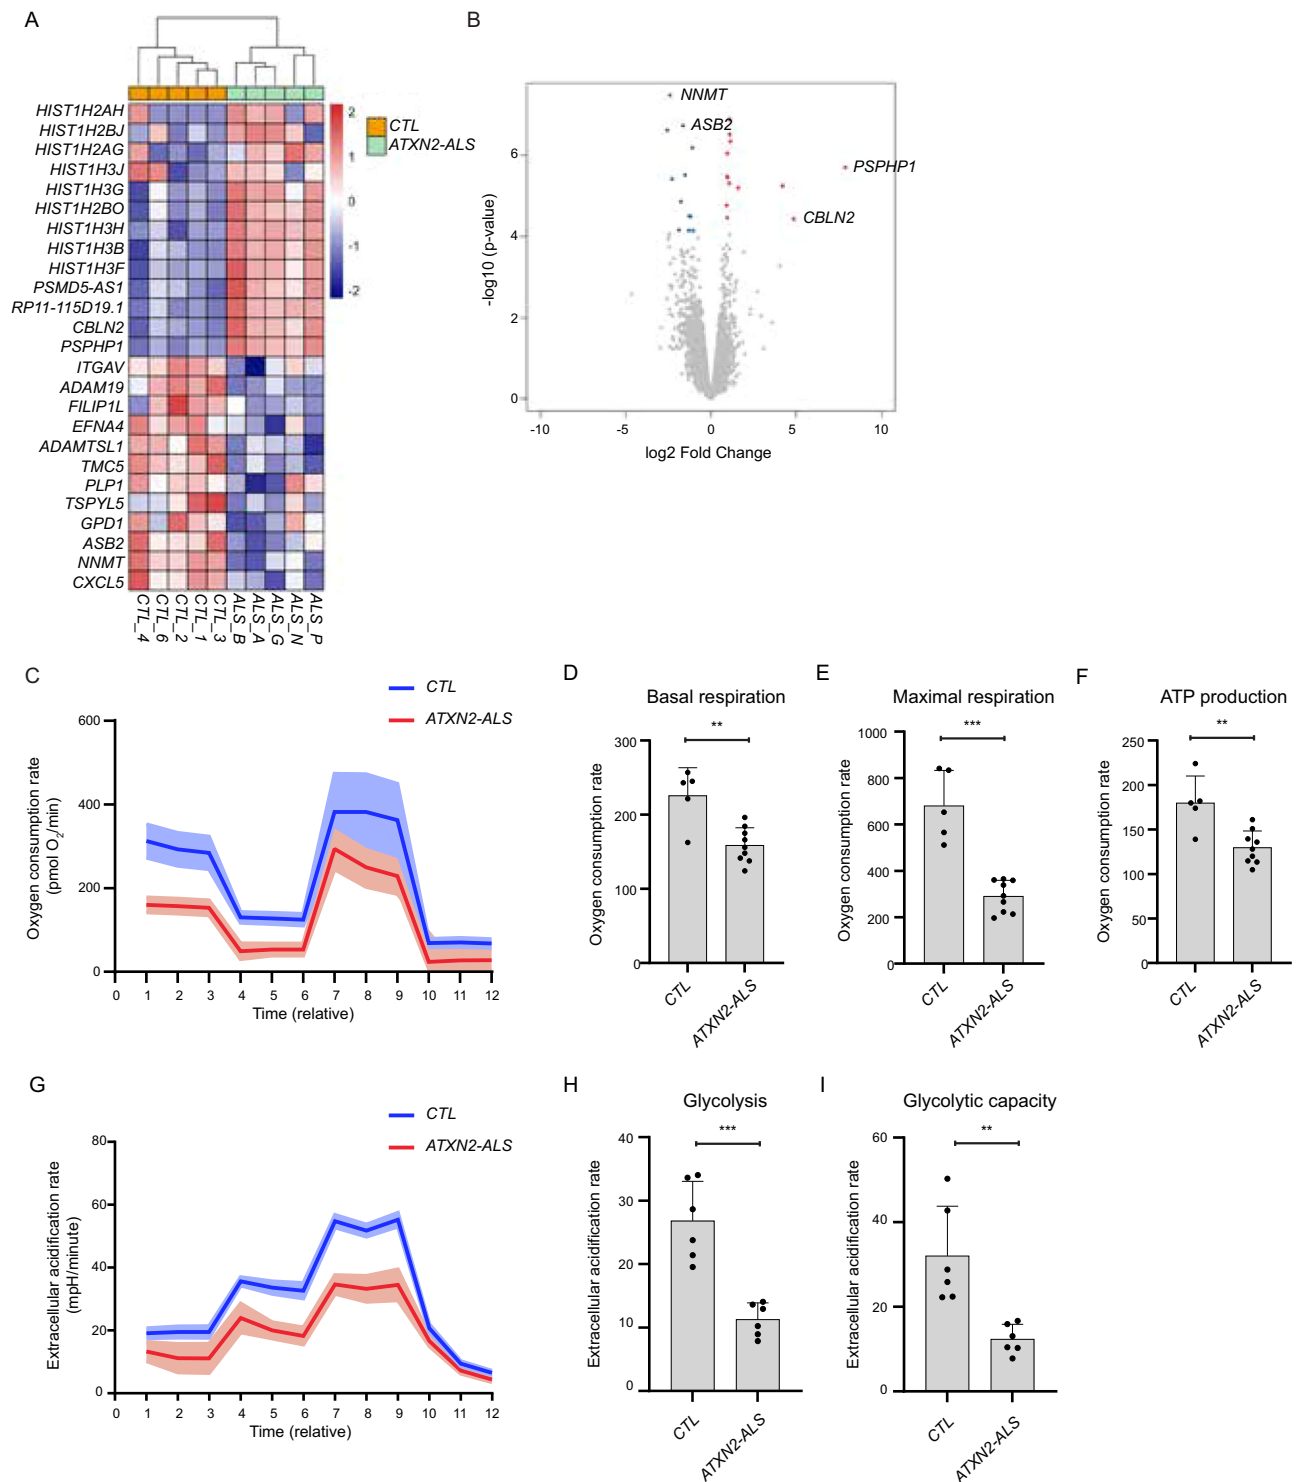 A
HIST1H2AH
HIST1H2BJ
HIST1H2AG
HIST1H3J
HIST1H3G
HIST1H2BO
HIST1H3H
HIST1H3B
HIST1H3F
PSMD5-AS1
RP11-115D19.1
CBLN2
PSPHP1
ITGAV
ADAM19
FILIP1L
EFNA4
ADAMTSL1
TMC5
PLP1
TSPYL5
GPD1
ASB2
NNMT
CXCL5
2
1
0
-1
-2
CTL
ATXN2-ALS
CTL_4
CTL_6
CTL_2
CTL_1
CTL_3
ALS_B
ALS_A
ALS_G
ALS_N
ALS_P
B
NNMT
ASB2
PSPHP1
CBLN2
6
4
2
0
-log10 (p-value)
-10
-5
0
5
10
log2 Fold Change
C
CTL
ATXN2-ALS
600
400
200
0
Oxygen consumption rate
(pmol O2/min)
0 1 2 3 4 5 6 7 8 9 10 11 12
Time (relative)
D
Basal respiration
**
300
200
100
0
Oxygen consumption rate
CTL
ATXN2-ALS
E
Maximal respiration
***
1000
800
600
400
200
0
Oxygen consumption rate
CTL
ATXN2-ALS
F
ATP production
**
250
200
150
100
50
0
Oxygen consumption rate
CTL
ATXN2-ALS
G
CTL
ATXN2-ALS
80
60
40
20
0
Extracellular acidification rate
(mpH/minute)
0 1 2 3 4 5 6 7 8 9 10 11 12
Time (relative)
H
Glycolysis
***
40
30
20
10
0
Extracellular acidification rate
CTL
ATXN2-ALS
I
Glycolytic capacity
**
60
40
20
0
Extracellular acidification rate
CTL
ATXN2-ALS